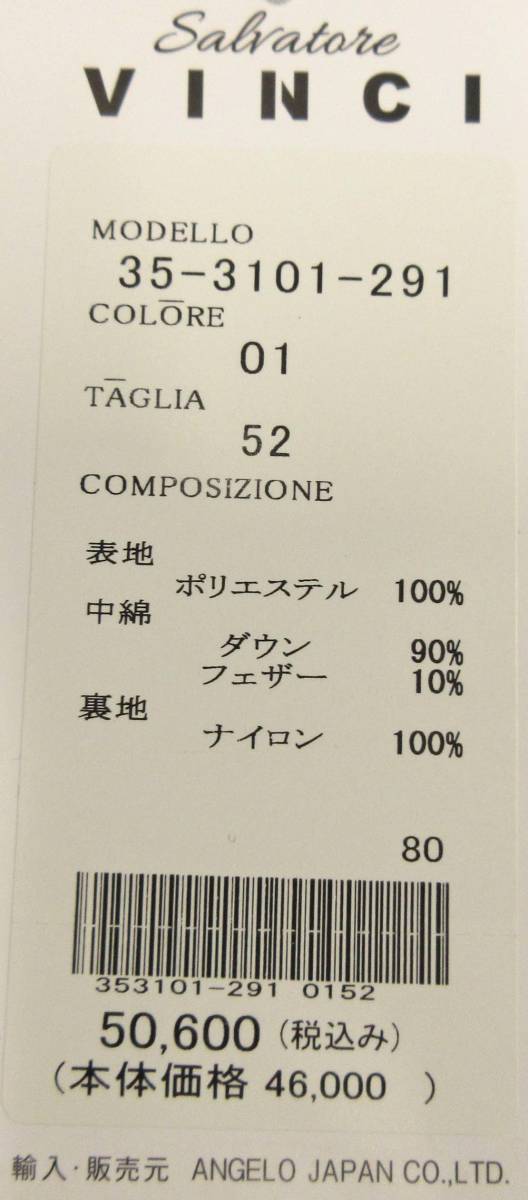 Salvatore
VINCI
MODELLO
35-3101-291
COLORE
01
TAGLIA
52
COMPOSIZIONE
表地
ポリエステル 100%
中綿
ダウン 90%
フェザー 10%
裏地
ナイロン 100%
80
353101-291 0152
50,600 (税込み)
(本体価格 46,000 )
輸入・販売元 ANGELO JAPAN CO.,LTD.